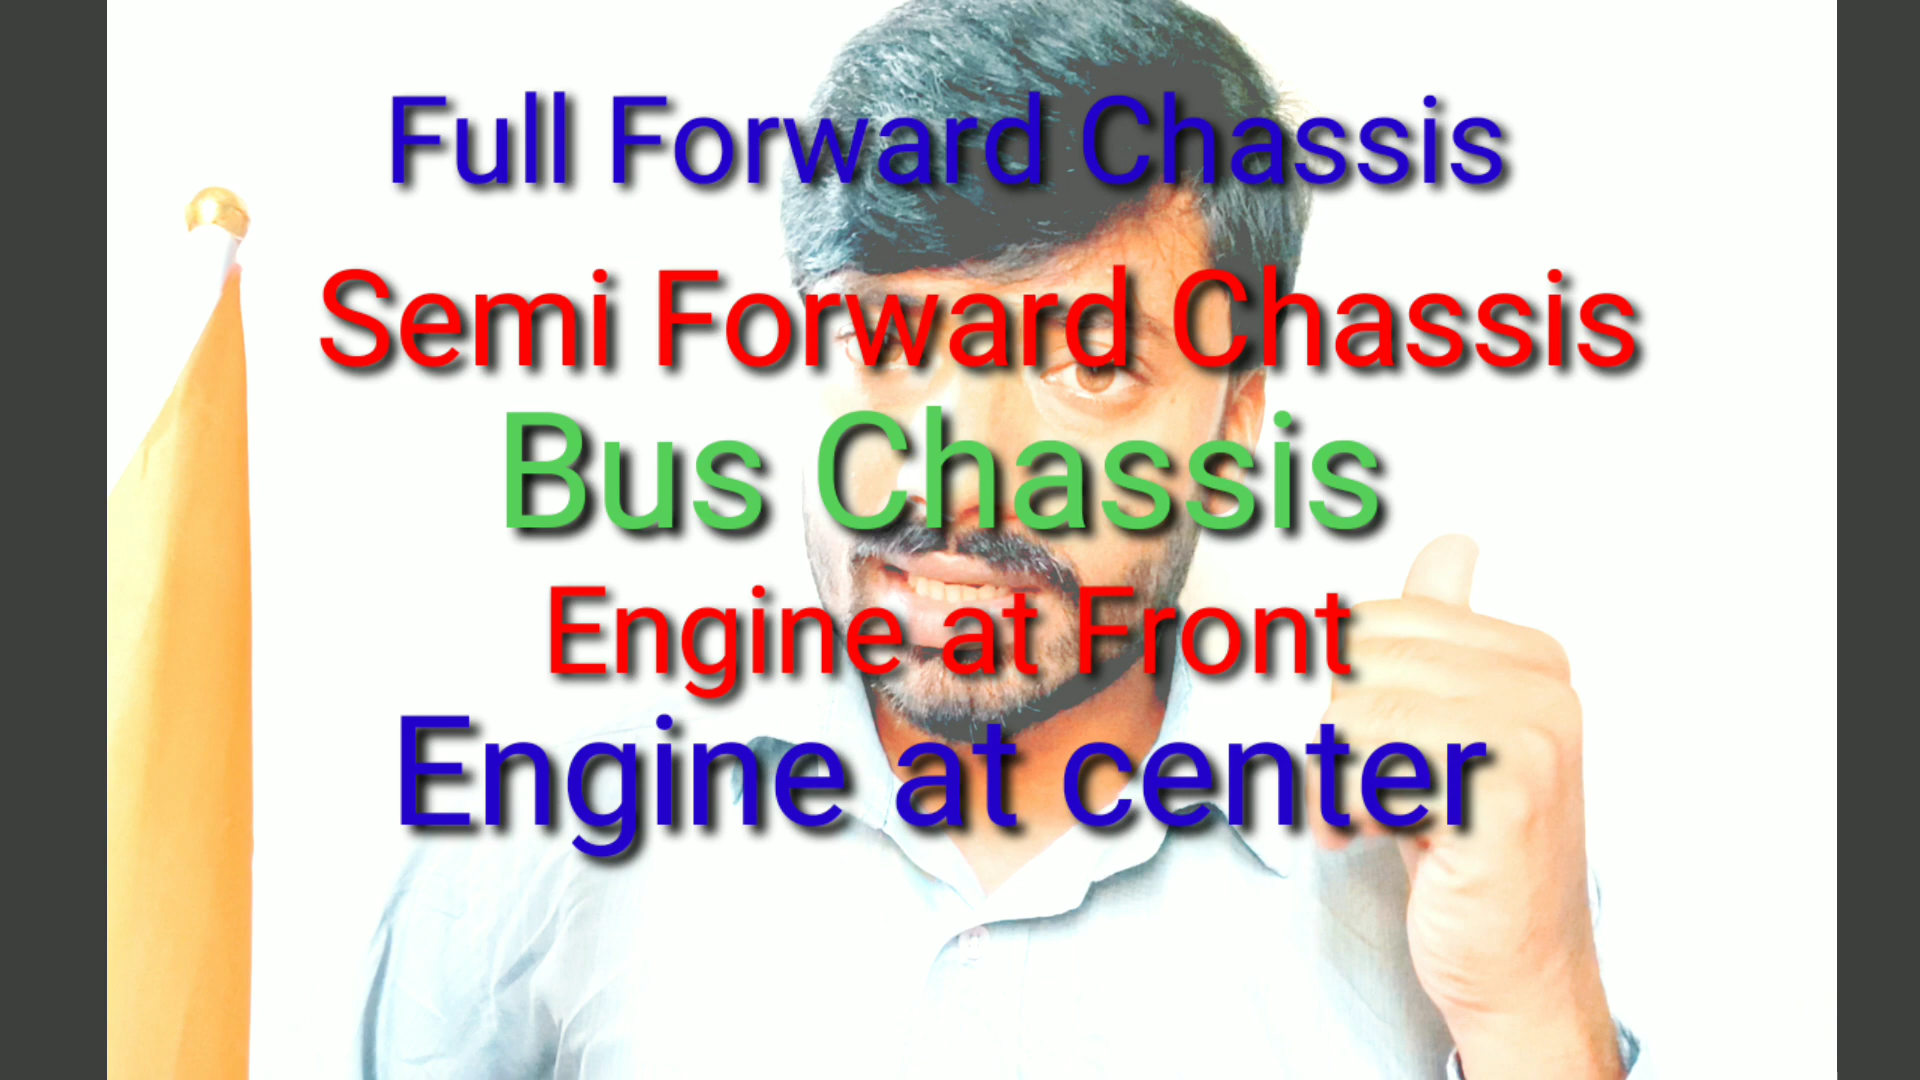 Full Forward Chassis
Semi Forward Chassis
Bus Chassis
Engine at Front
Engine at center